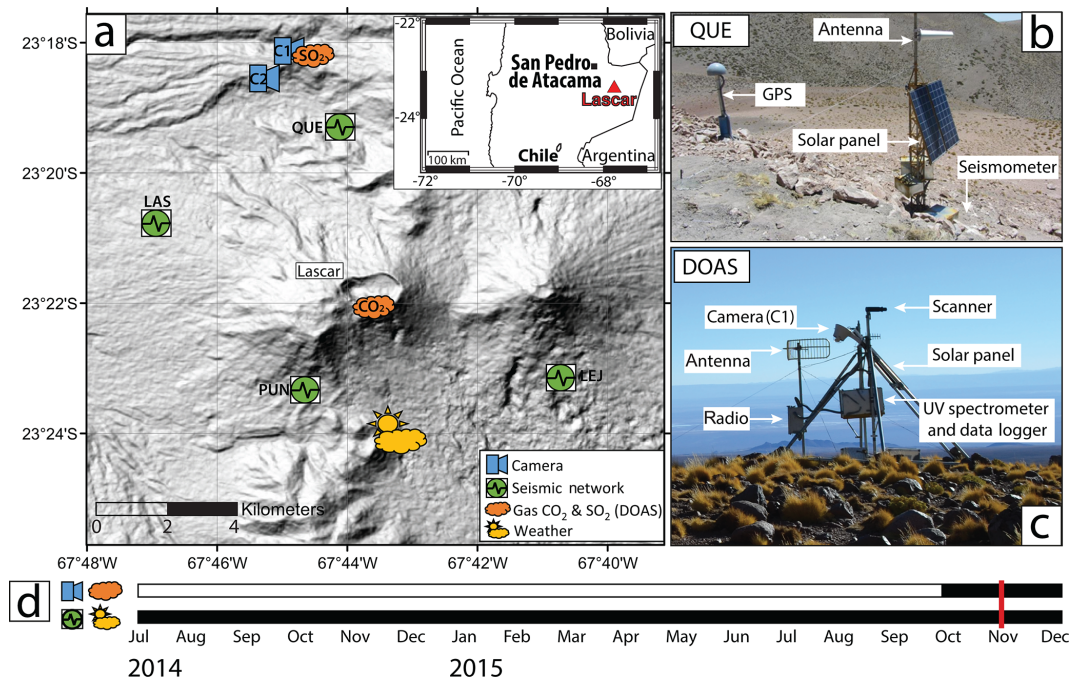 a
23°18'S
23°20'S
23°22'S
23°24'S
67°48'W
67°46'W
67°44'W
67°42'W
67°40'W
C1
C2
SO₂
QUE
LAS
Lascar
CO₂
PUN
LEJ
0 2 4 Kilometers
Camera
Seismic network
Gas CO₂ & SO₂ (DOAS)
Weather
-22°
-24°
-72° -70° -68°
Pacific Ocean
Bolivia
San Pedro
de Atacama
Lascar
100 km
Chile
Argentina
QUE
b
Antenna
GPS
Solar panel
Seismometer
DOAS
c
Scanner
Camera (C1)
Antenna
Solar panel
Radio
UV spectrometer
and data logger
d
Jul Aug Sep Oct Nov Dec Jan Feb Mar Apr May Jun Jul Aug Sep Oct Nov Dec
2014 2015